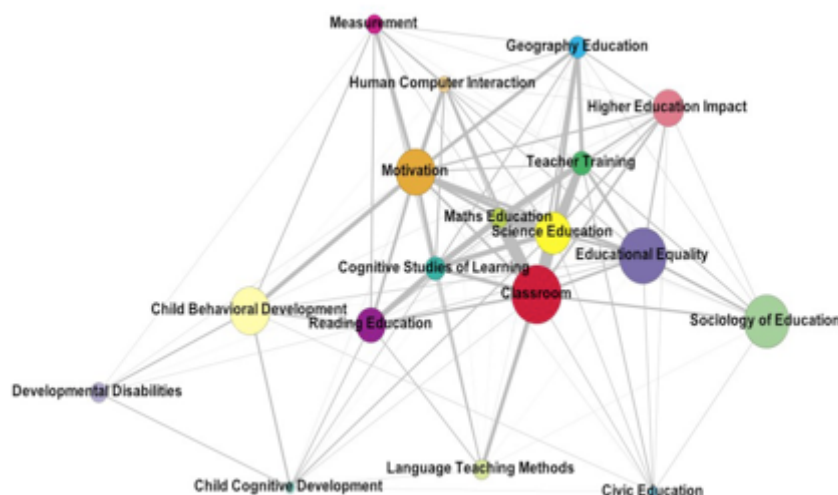 Measurement
Geography Education
Human Computer Interaction
Higher Education Impact
Teacher Training
Motivation
Maths Education
Science Education
Educational Equality
Cognitive Studies of Learning
Classroom
Child Behavioral Development
Reading Education
Sociology of Education
Developmental Disabilities
Language Teaching Methods
Child Cognitive Development
Civic Education